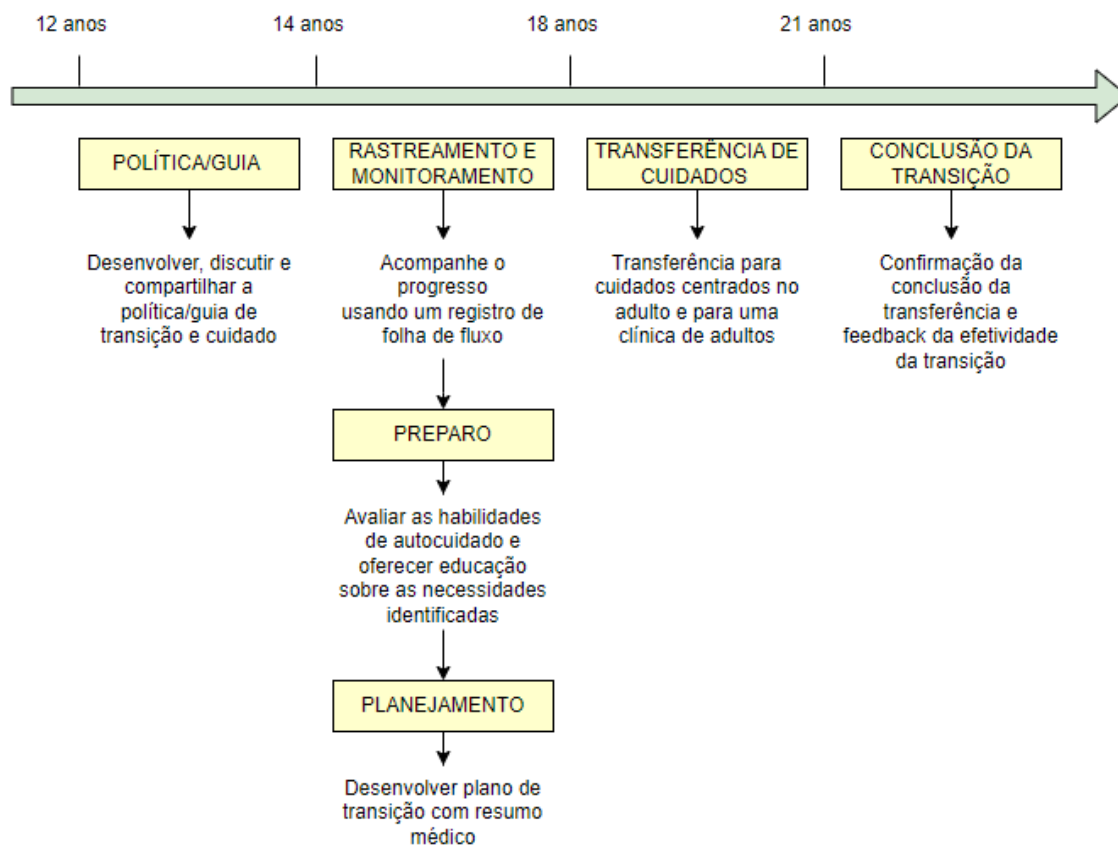 12 anos
14 anos
18 anos
21 anos
POLÍTICA/GUIA
Desenvolver, discutir e
compartilhar a
política/guia de
transição e cuidado
RASTREAMENTO E
MONITORAMENTO
Acompanhe o
progresso
usando um registro de
folha de fluxo
PREPARO
Avaliar as habilidades
de autocuidado e
oferecer educação
sobre as necessidades
identificadas
PLANEJAMENTO
Desenvolver plano de
transição com resumo
médico
TRANSFERÊNCIA DE
CUIDADOS
Transferência para
cuidados centrados no
adulto e para uma
clínica de adultos
CONCLUSÃO DA
TRANSIÇÃO
Confirmação da
conclusão da
transferência e
feedback da efetividade
da transição